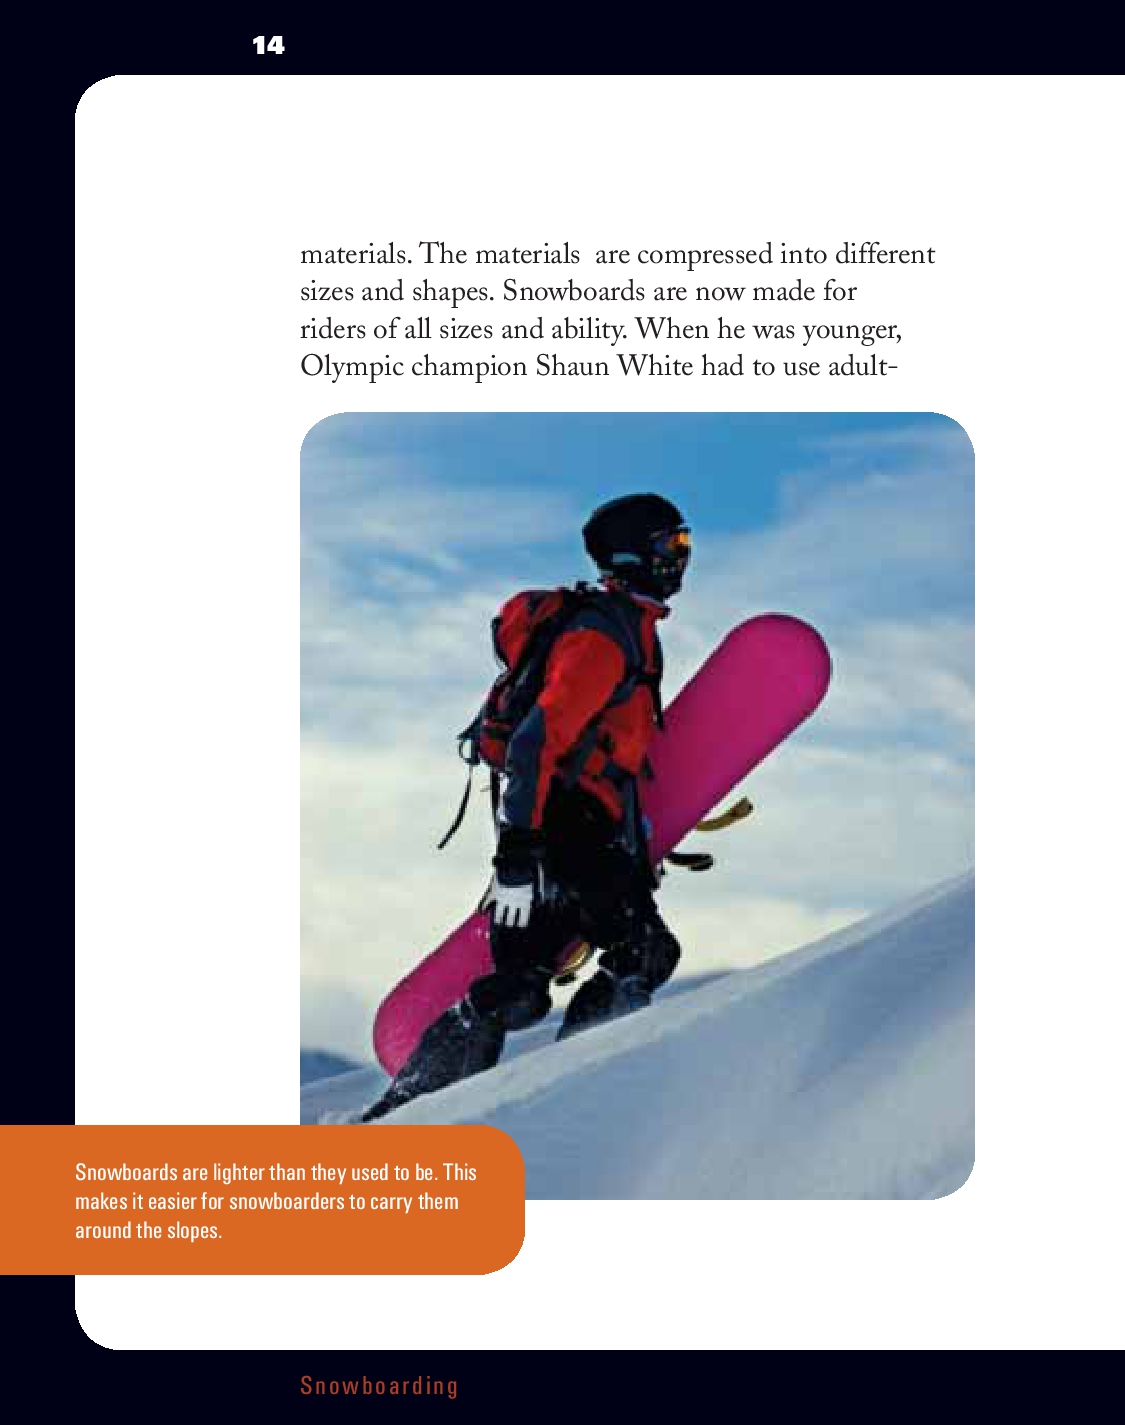 14
materials. The materials  are compressed into different
sizes and shapes. Snowboards are now made for
riders of all sizes and ability. When he was younger,
Olympic champion Shaun White had to use adult-
Snowboards are lighter than they used to be. This
makes it easier for snowboarders to carry them
around the slopes.
Snowboarding